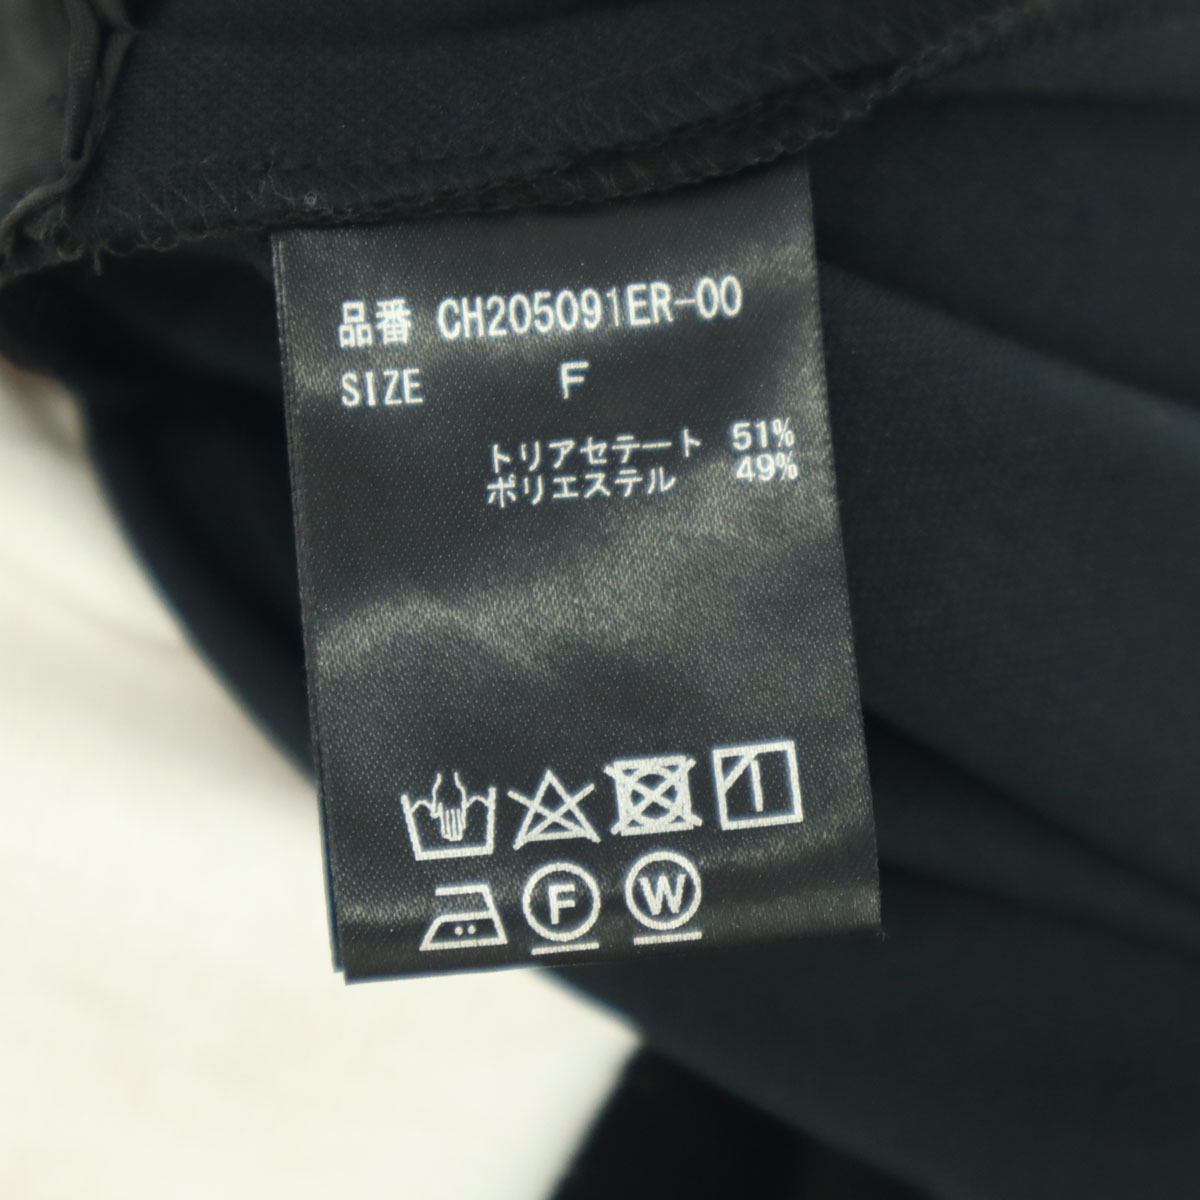 品番 CH205091ER-00
SIZE F
トリアセテート 51%
ポリエステル 49%
F W